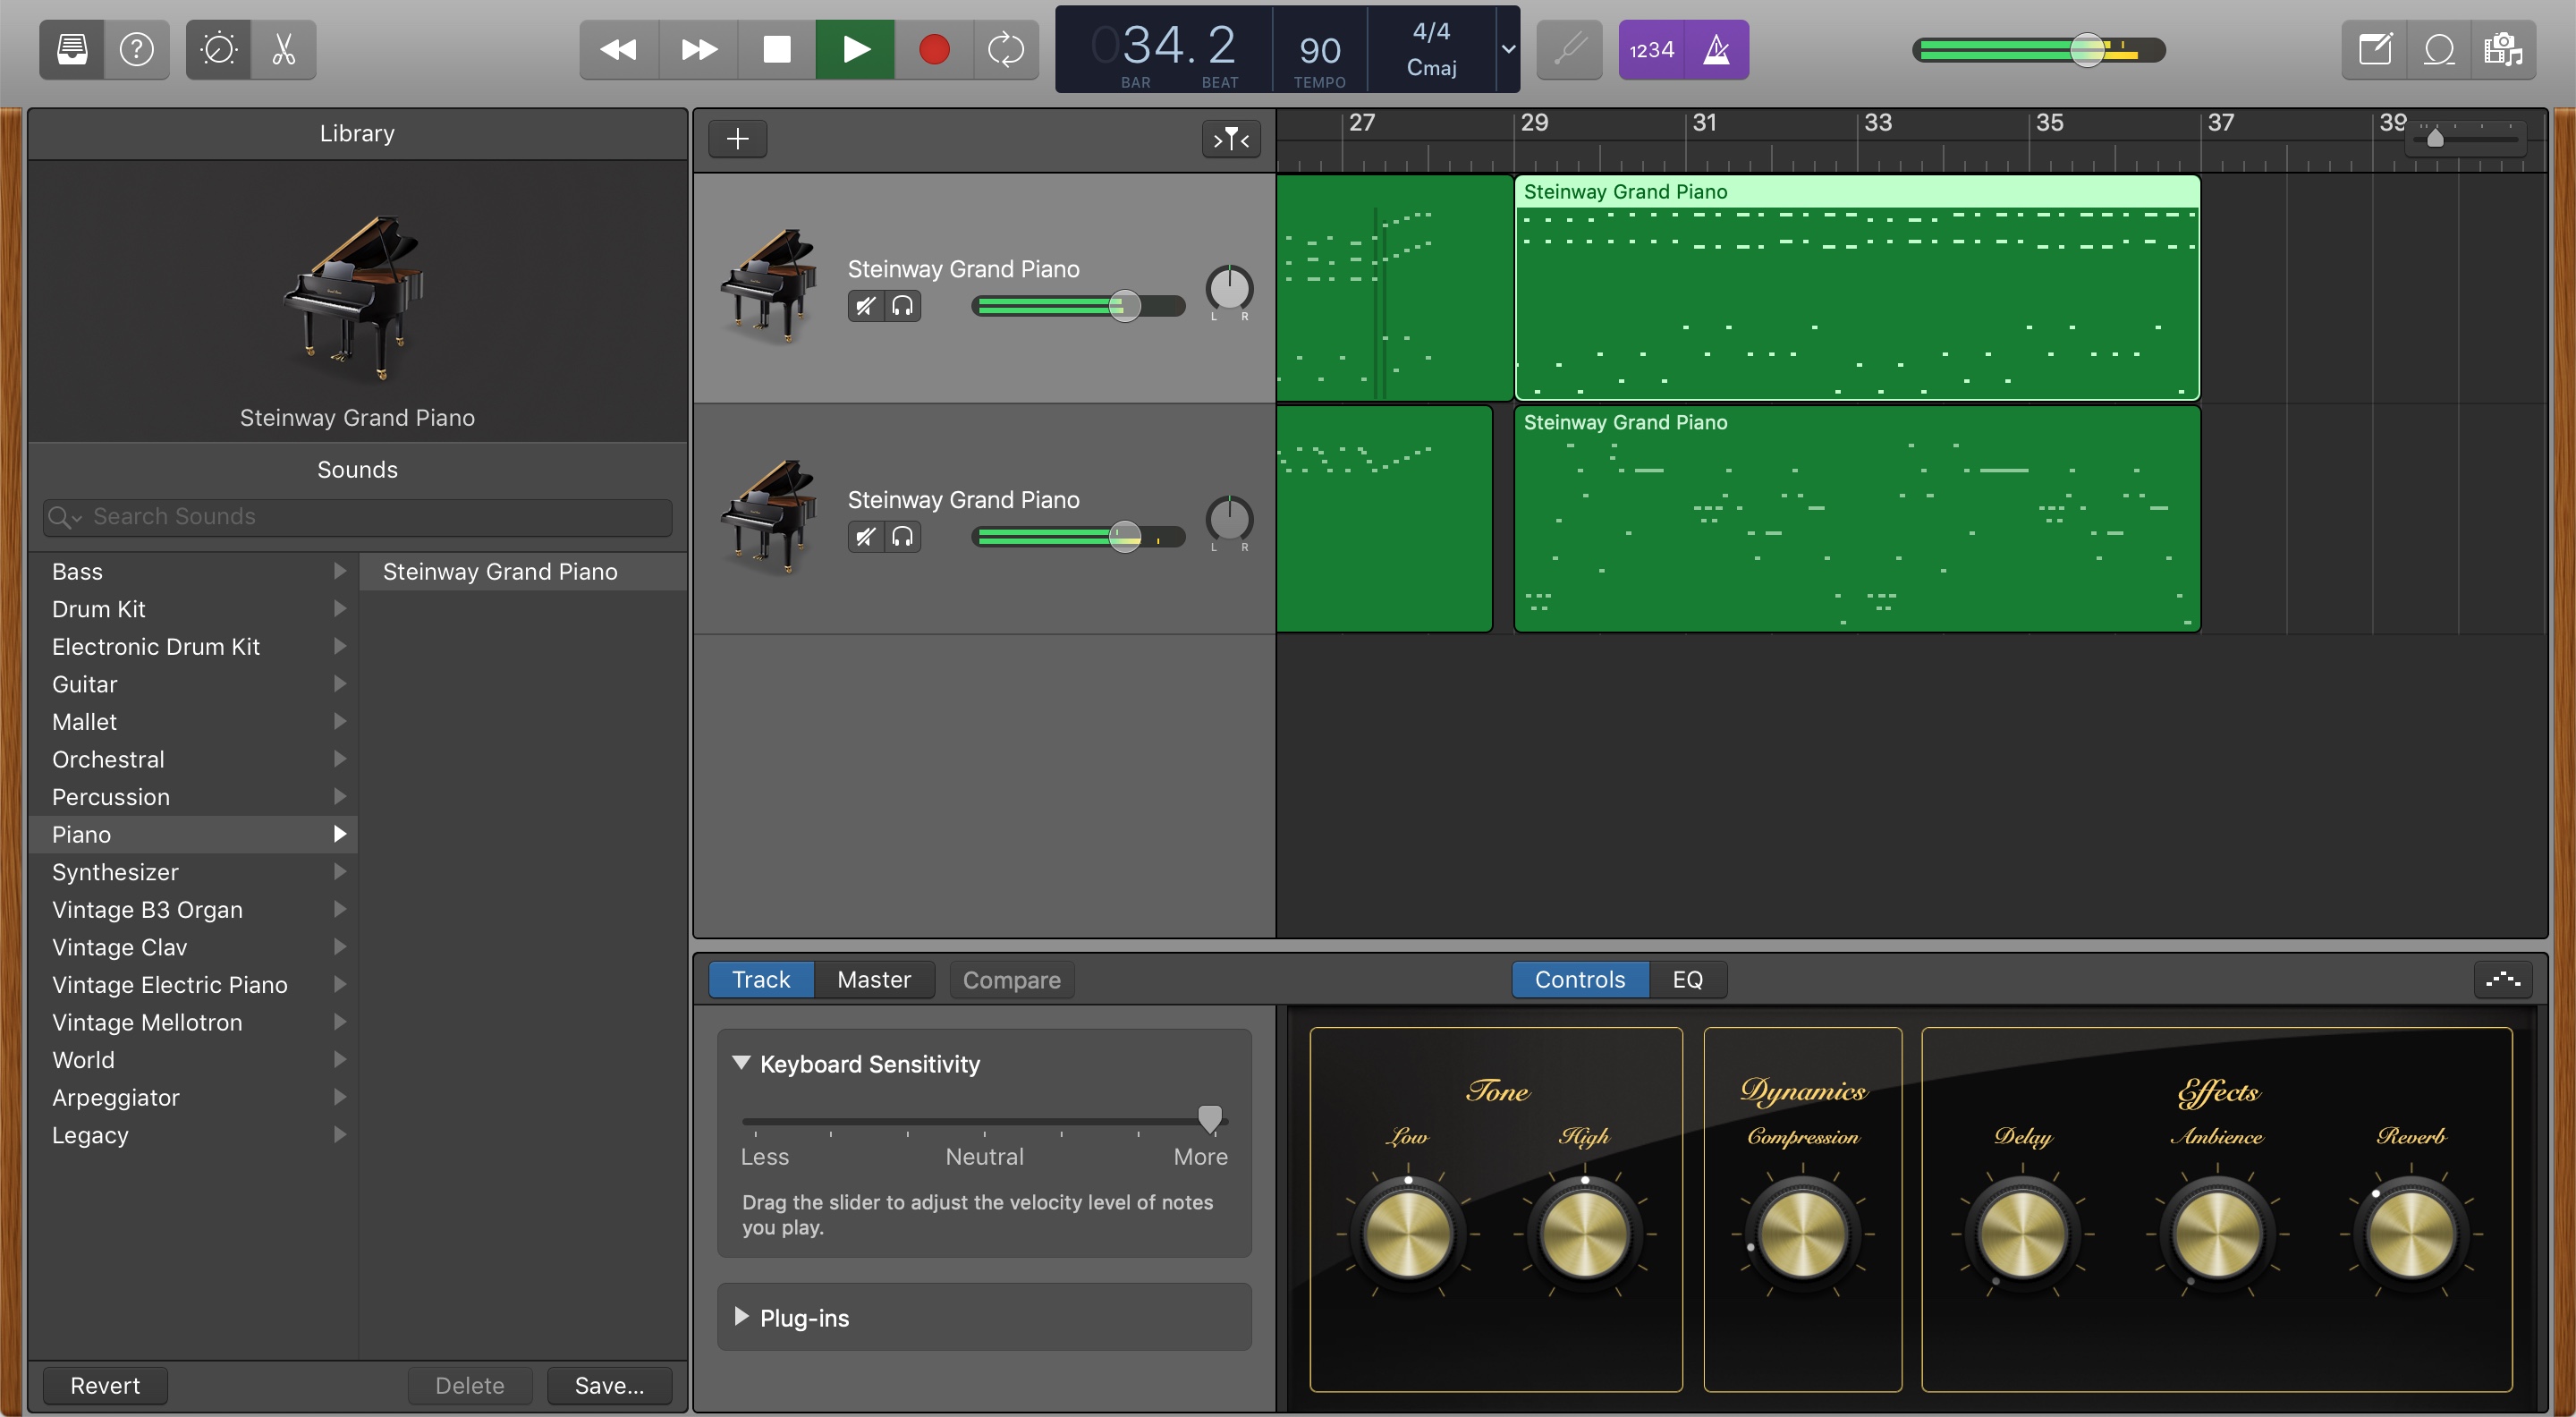 034. 2
BAR BEAT
90
TEMPO
4/4
Cmaj
1234
Library
Steinway Grand Piano
Sounds
Search Sounds
Bass
Drum Kit
Electronic Drum Kit
Guitar
Mallet
Orchestral
Percussion
Piano
Synthesizer
Vintage B3 Organ
Vintage Clav
Vintage Electric Piano
Vintage Mellotron
World
Arpeggiator
Legacy
Steinway Grand Piano
Revert Delete Save...
27 29 31 33 35 37 39
Steinway Grand Piano
L R
Steinway Grand Piano
L R
Steinway Grand Piano
Steinway Grand Piano
Track Master Compare Controls EQ
Keyboard Sensitivity
Less Neutral More
Drag the slider to adjust the velocity level of notes
you play.
Plug-ins
Tone
Low High
Dynamics
Compression
Effects
Delay Ambience Reverb